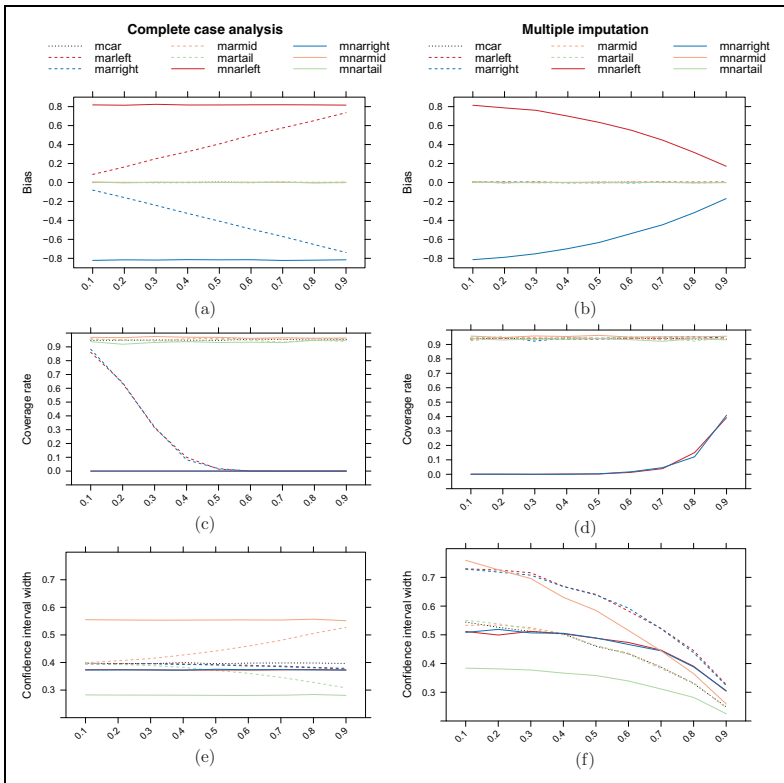 Complete case analysis
mcar marmid mnarright
marleft martail mnarmid
marright mnarleft mnartail
Multiple imputation
mcar marmid mnarright
marleft martail mnarmid
marright mnarleft mnartail
Bias
0.8
0.6
0.4
0.2
0.0
−0.2
−0.4
−0.6
−0.8
0.1 0.2 0.3 0.4 0.5 0.6 0.7 0.8 0.9
(a)
Bias
0.8
0.6
0.4
0.2
0.0
−0.2
−0.4
−0.6
−0.8
0.1 0.2 0.3 0.4 0.5 0.6 0.7 0.8 0.9
(b)
Coverage rate
0.9
0.8
0.7
0.6
0.5
0.4
0.3
0.2
0.1
0.0
0.1 0.2 0.3 0.4 0.5 0.6 0.7 0.8 0.9
(c)
Coverage rate
0.9
0.8
0.7
0.6
0.5
0.4
0.3
0.2
0.1
0.0
0.1 0.2 0.3 0.4 0.5 0.6 0.7 0.8 0.9
(d)
Confidence interval width
0.7
0.6
0.5
0.4
0.3
0.1 0.2 0.3 0.4 0.5 0.6 0.7 0.8 0.9
(e)
Confidence interval width
0.7
0.6
0.5
0.4
0.3
0.1 0.2 0.3 0.4 0.5 0.6 0.7 0.8 0.9
(f)